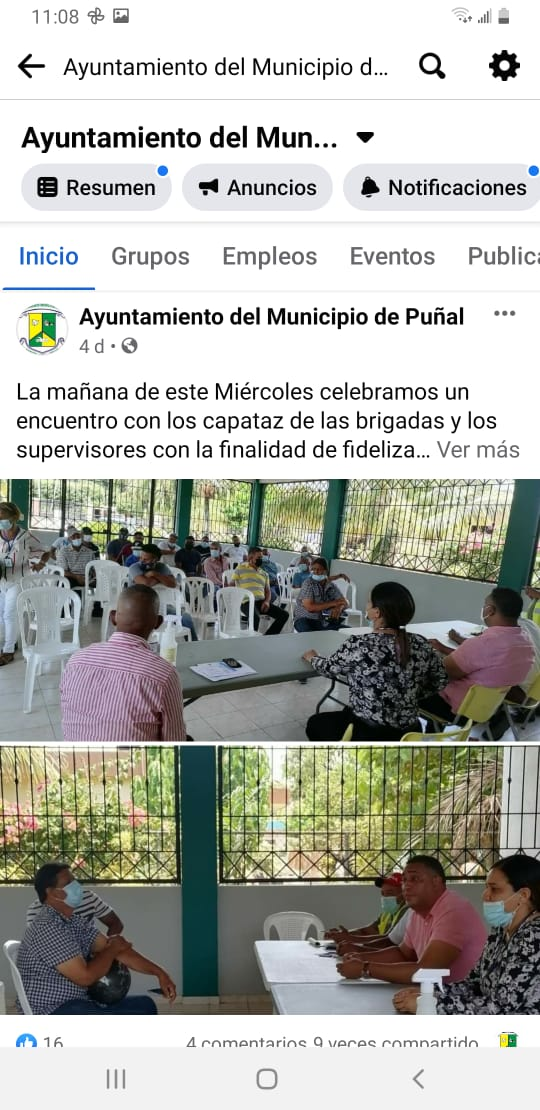 11:08
Ayuntamiento del Municipio d...
Ayuntamiento del Mun...
Resumen
Anuncios
Notificaciones
Inicio
Grupos
Empleos
Eventos
Public
Ayuntamiento del Municipio de Puñal
4 d •
La mañana de este Miércoles celebramos un
encuentro con los capataz de las brigadas y los
supervisores con la finalidad de fideliza... Ver más
16
4 comentarios 9 veces compartido